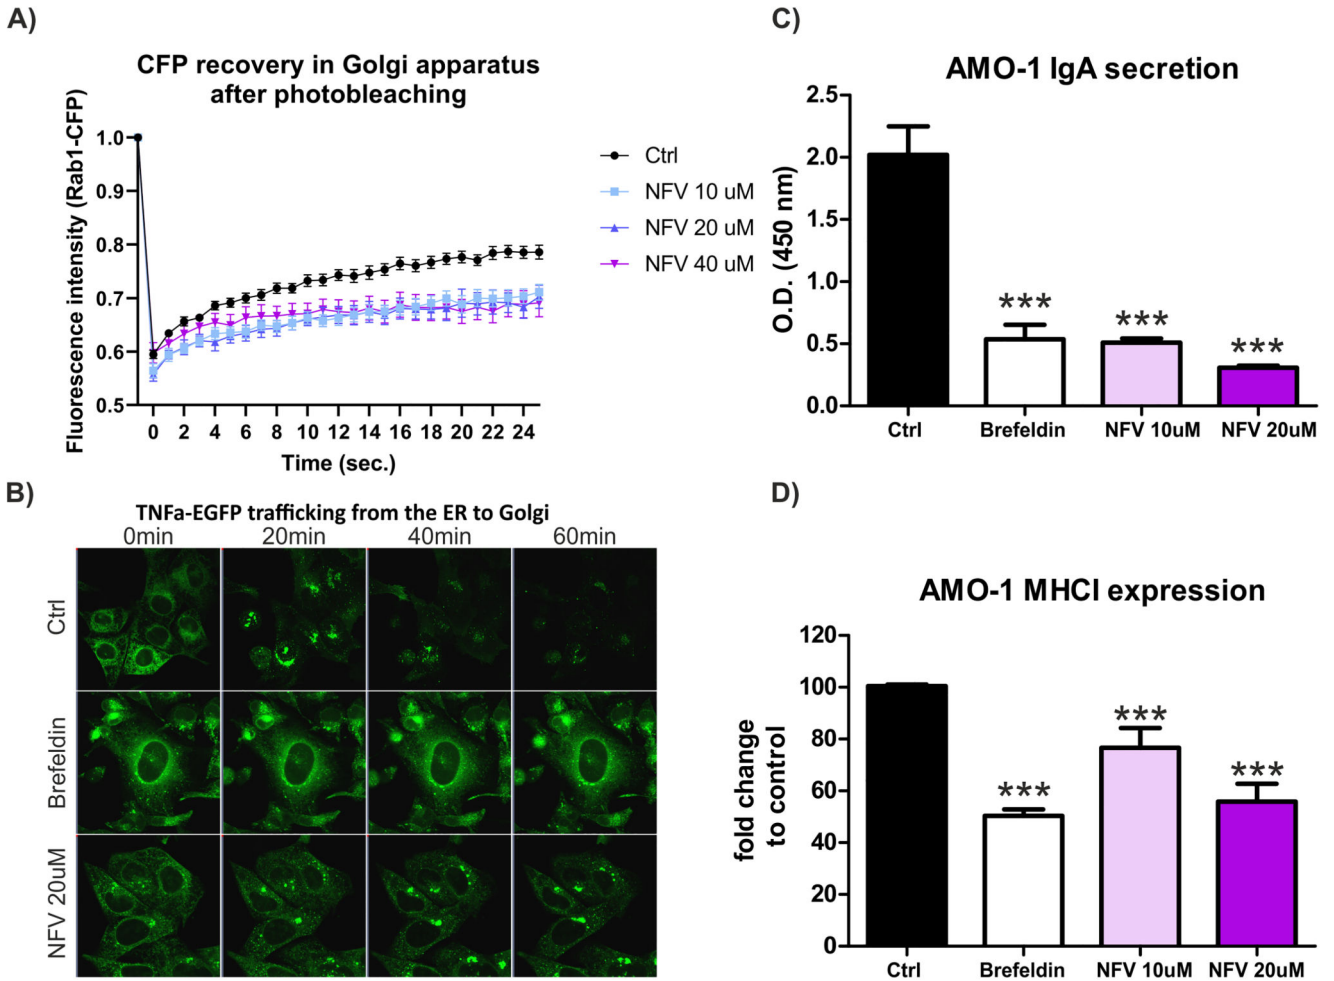 A)
CFP recovery in Golgi apparatus
after photobleaching
Fluorescence intensity (Rab1-CFP)
1.0
0.9
0.8
0.7
0.6
0.5
0 2 4 6 8 10 12 14 16 18 20 22 24
Time (sec.)
Ctrl
NFV 10 uM
NFV 20 uM
NFV 40 uM
B)
TNFa-EGFP trafficking from the ER to Golgi
0min 20min 40min 60min
Ctrl
Brefeldin
NFV 20uM
C)
AMO-1 IgA secretion
O.D. (450 nm)
2.5
2.0
1.5
1.0
0.5
0.0
***
***
***
Ctrl Brefeldin NFV 10uM NFV 20uM
D)
AMO-1 MHCI expression
fold change
to control
120
100
80
60
40
20
0
***
***
***
Ctrl Brefeldin NFV 10uM NFV 20uM